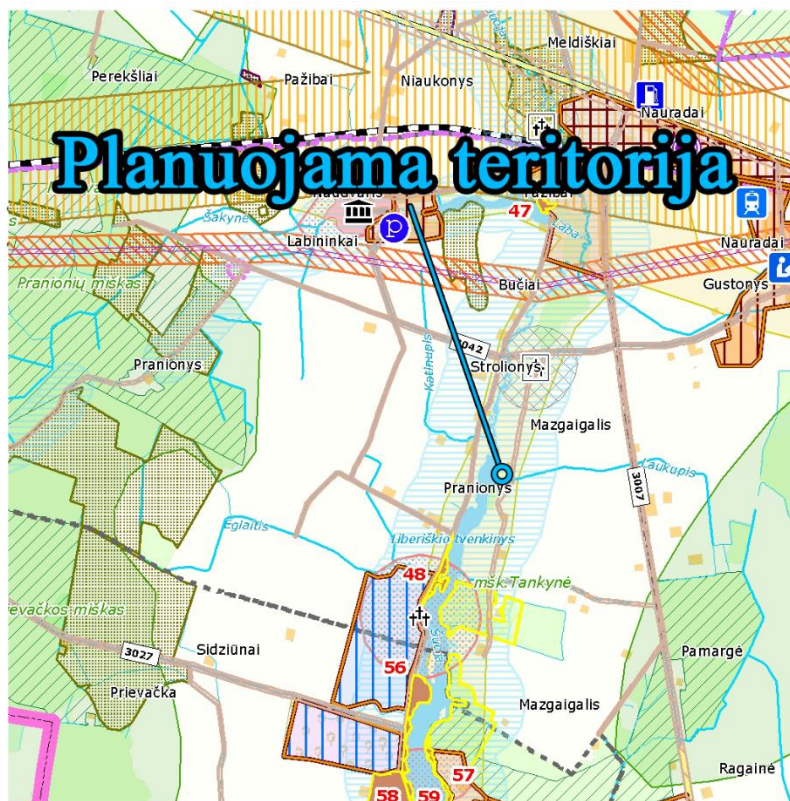 Meldiškiai
Perekšliai
Pažibai
Niaukonys
Nauradai
Planuojama teritorija
Šakynė
47
Laba
Labininkai
Nauradai
Pranionių miškas
Bučiai
Gustonys
3042
Katinupis
Strolionys
Pranionys
Mazgaigalis
Laukupis
3007
Pranionys
Eglaitis
Liberiškio tvenkinys
48
mšk.Tankynė
ievačkos miškas
Sidziūnai
3027
Pamargė
56
Prievačka
Mazgaigalis
57
Ragainė
58
59